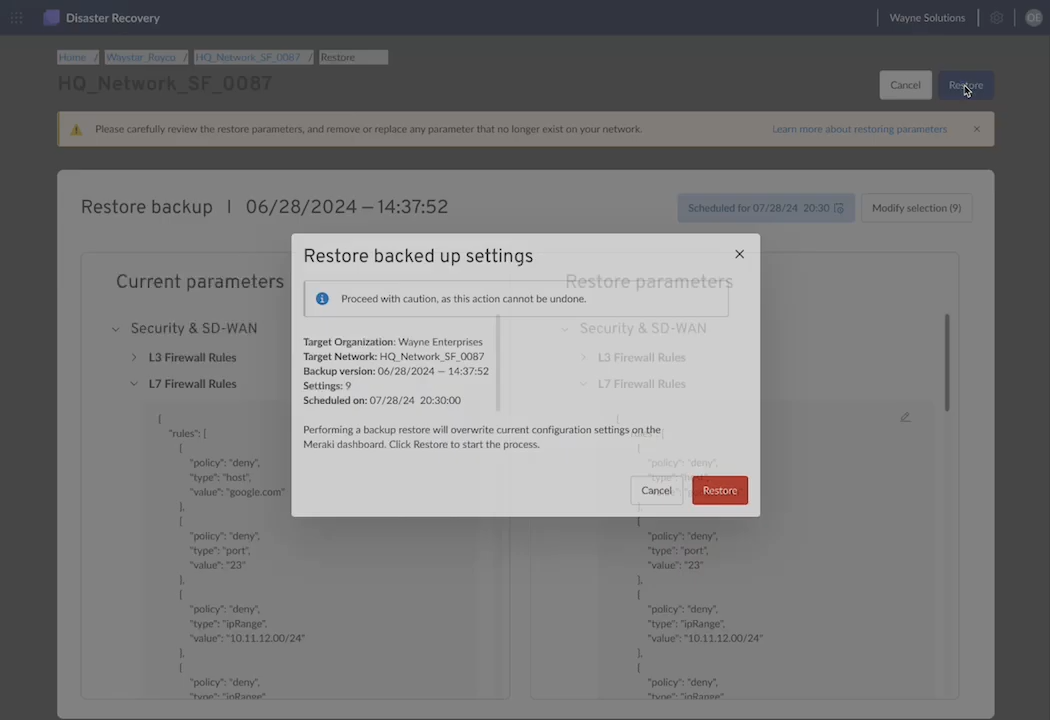 Disaster Recovery
Wayne Solutions
OE
Home / Waystar Royco / HQ_Network_SF_0087 / Restore
HQ_Network_SF_0087
Cancel
Restore
Please carefully review the restore parameters, and remove or replace any parameter that no longer exist on your network.
Learn more about restoring parameters
Restore backup | 06/28/2024 – 14:37:52
Scheduled for 07/28/24 20:30
Modify selection (9)
Restore backed up settings
Proceed with caution, as this action cannot be undone.
Target Organization: Wayne Enterprises
Target Network: HQ_Network_SF_0087
Backup version: 06/28/2024 – 14:37:52
Settings: 9
Scheduled on: 07/28/24 20:30:00
Performing a backup restore will overwrite current configuration settings on the
Meraki dashboard. Click Restore to start the process.
Cancel
Restore
Current parameters
Security & SD-WAN
L3 Firewall Rules
L7 Firewall Rules
{
"rules": [
{
"policy": "deny",
"type": "host",
"value": "google.com"
},
{
"policy": "deny",
"type": "port",
"value": "23"
},
{
"policy": "deny",
"type": "ipRange",
"value": "10.11.12.00/24"
},
{
"policy": "deny",
"type": "ipRange",
Restore parameters
Security & SD-WAN
L3 Firewall Rules
L7 Firewall Rules
{
{
"policy": "deny",
{
"policy": "deny",
"type": "port",
"value": "23"
},
{
"policy": "deny",
"type": "ipRange",
"value": "10.11.12.00/24"
},
{
"policy": "deny",
"type": "ipRange",